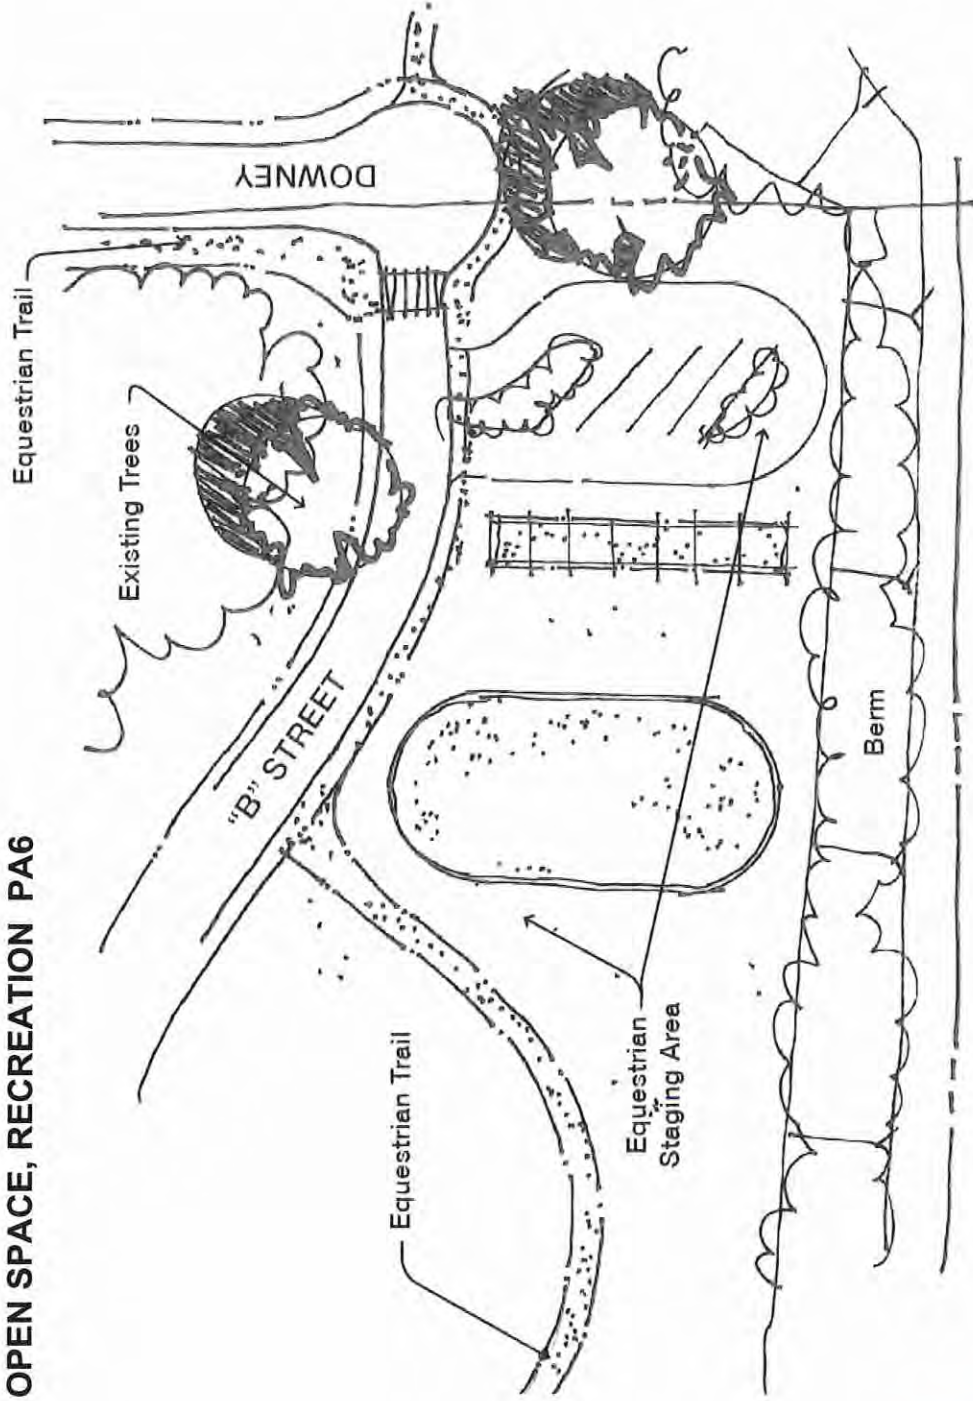 OPEN SPACE, RECREATION PA6
Equestrian Trail
Existing Trees
DOWNEY
"B" STREET
Equestrian Trail
Equestrian
Staging Area
Berm